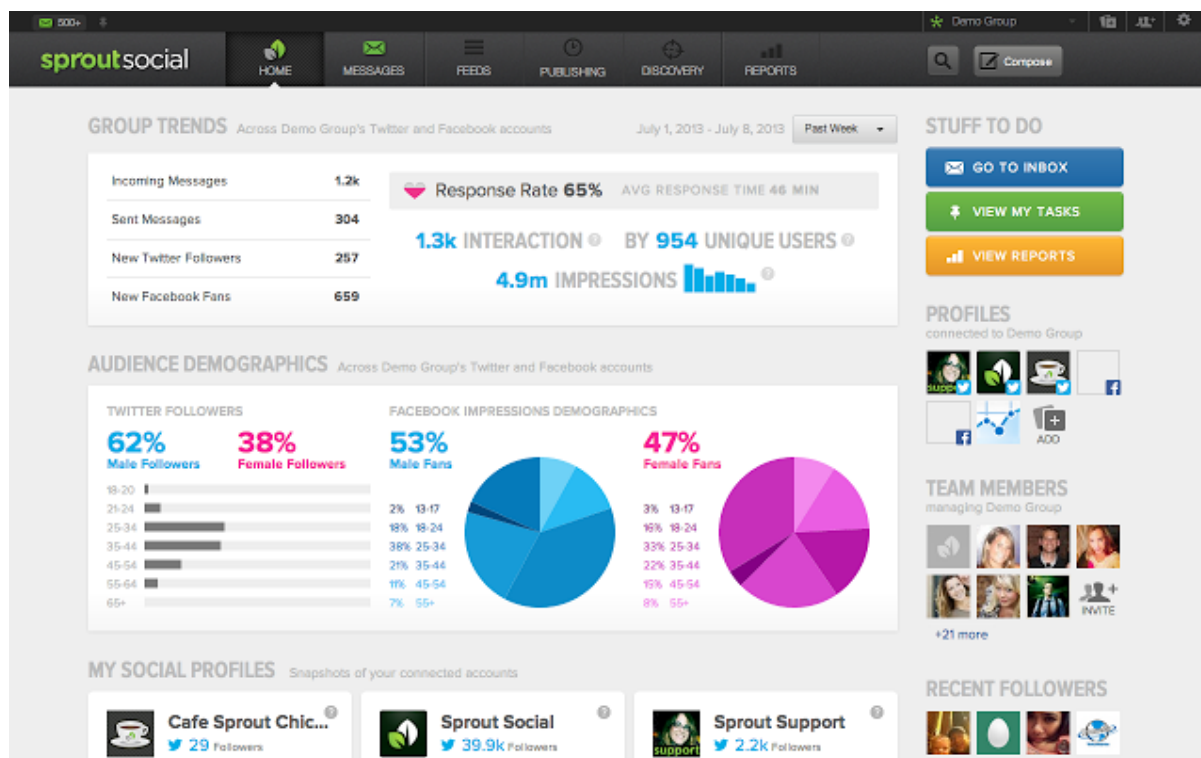 500+
Demo Group
sproutsocial
HOME
MESSAGES
FEEDS
PUBLISHING
DISCOVERY
REPORTS
Compose
GROUP TRENDS Across Demo Group's Twitter and Facebook accounts
July 1, 2013 - July 8, 2013
Past Week
Incoming Messages 1.2k
Sent Messages 304
New Twitter Followers 257
New Facebook Fans 659
Response Rate 65% AVG RESPONSE TIME 46 MIN
1.3k INTERACTION ? BY 954 UNIQUE USERS ?
4.9m IMPRESSIONS ?
STUFF TO DO
GO TO INBOX
VIEW MY TASKS
VIEW REPORTS
PROFILES
connected to Demo Group
support
ADD
AUDIENCE DEMOGRAPHICS Across Demo Group's Twitter and Facebook accounts
TWITTER FOLLOWERS
62%
Male Followers
38%
Female Followers
18-20
21-24
25-34
35-44
45-54
55-64
65+
FACEBOOK IMPRESSIONS DEMOGRAPHICS
53%
Male Fans
2% 13-17
18% 18-24
38% 25-34
21% 35-44
11% 45-54
7% 55+
47%
Female Fans
3% 13-17
16% 18-24
33% 25-34
22% 35-44
15% 45-54
8% 55+
TEAM MEMBERS
managing Demo Group
INVITE
+21 more
MY SOCIAL PROFILES Snapshots of your connected accounts
Cafe Sprout Chic... ?
29 Followers
Sprout Social ?
39.9k Followers
support
Sprout Support ?
2.2k Followers
RECENT FOLLOWERS